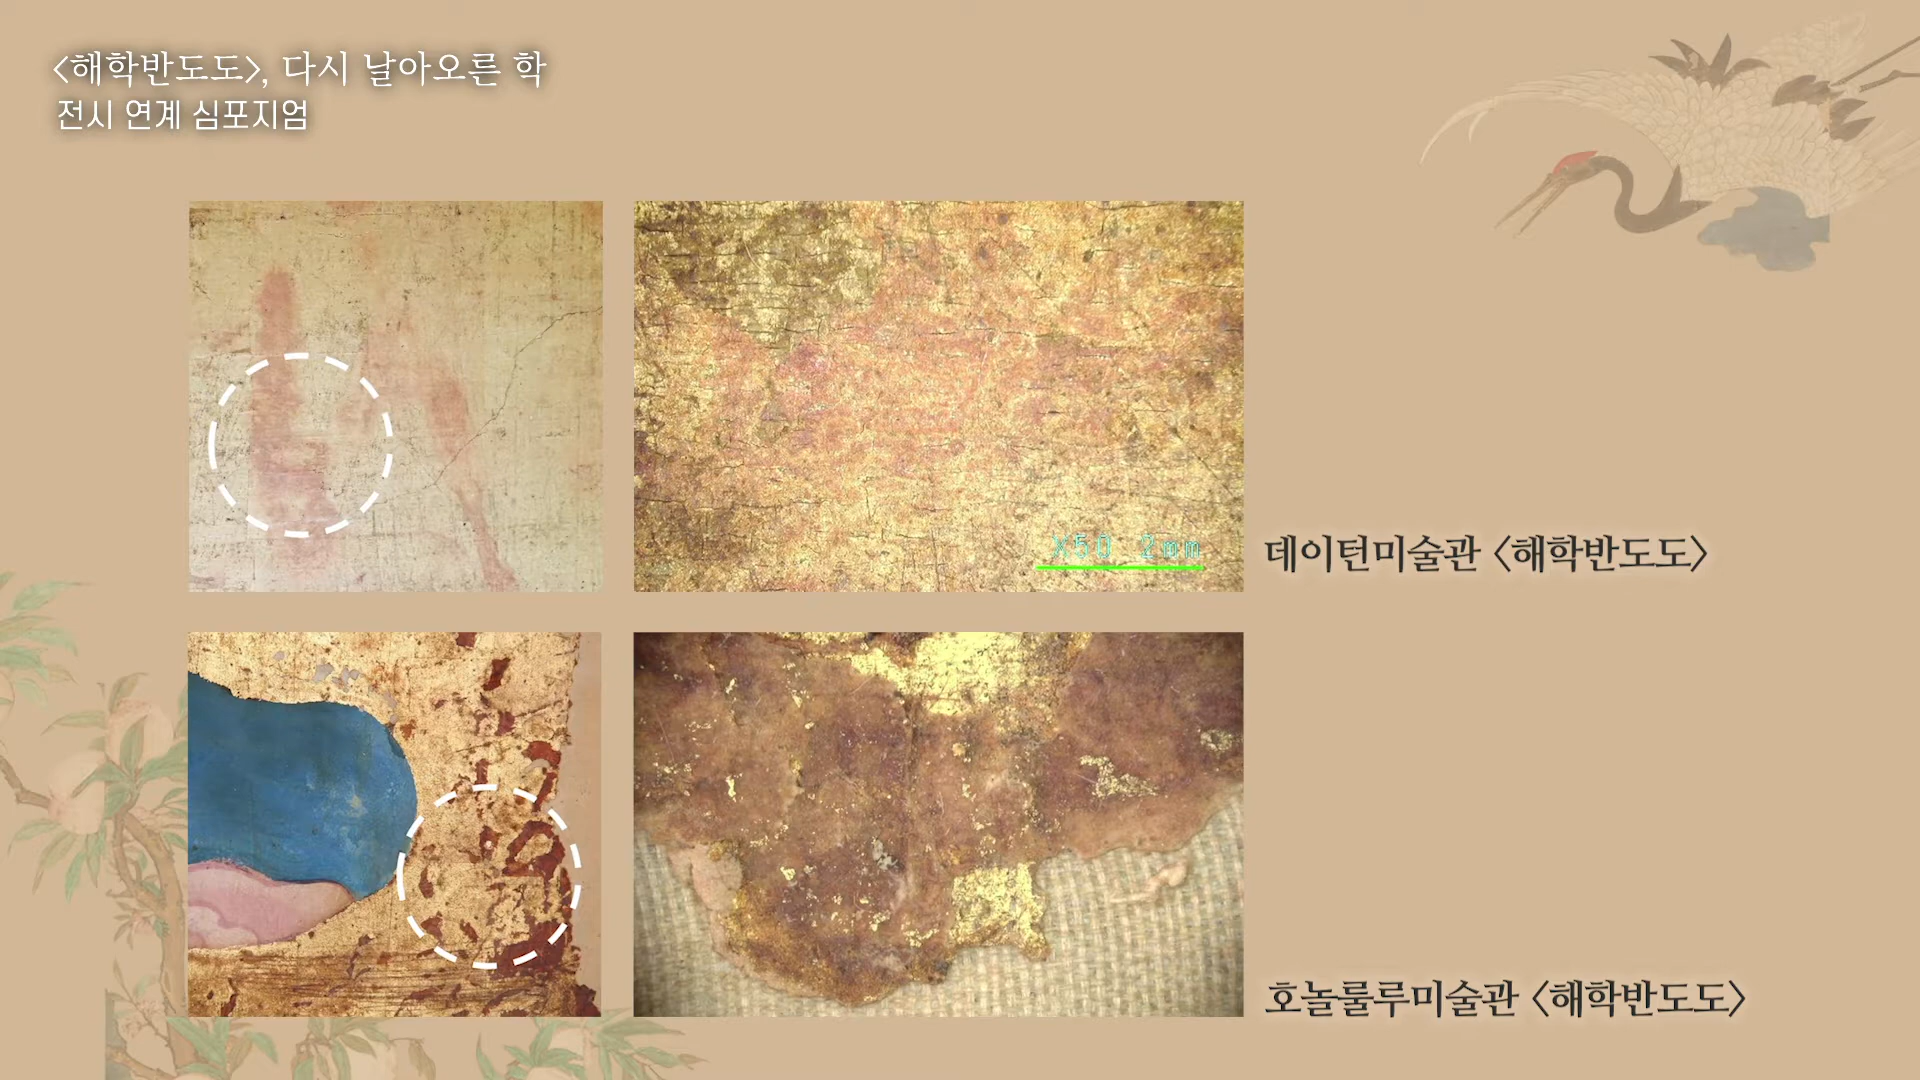 <해학반도도>, 다시 날아오른 학
전시 연계 심포지엄
X50 2mm
데이턴미술관 <해학반도도>
호놀룰루미술관 <해학반도도>